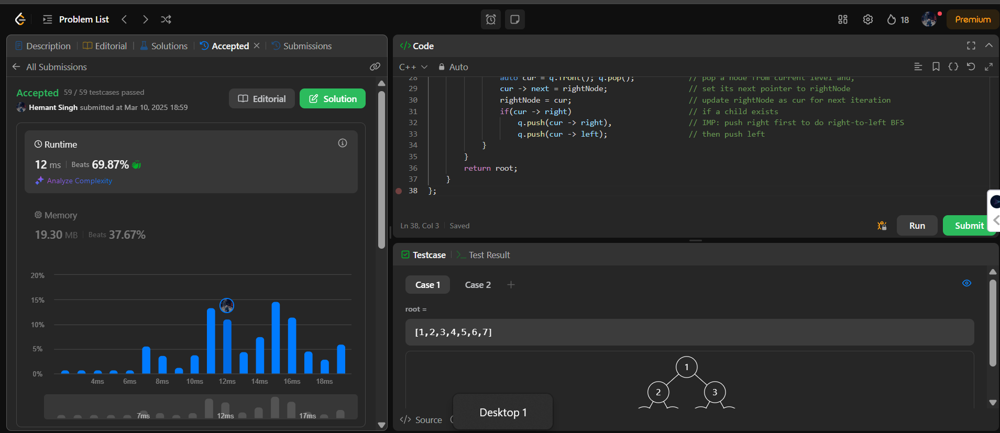 Problem List
18
Premium
Description
Editorial
Solutions
Accepted
Submissions
All Submissions
Accepted 59 / 59 testcases passed
Hemant Singh submitted at Mar 10, 2025 18:59
Editorial
Solution
Runtime
12 ms Beats 69.87%
Analyze Complexity
Memory
19.30 MB Beats 37.67%
20%
15%
10%
5%
0%
4ms 6ms 8ms 10ms 12ms 14ms 16ms 18ms
7ms 12ms 17ms
</> Code
C++ Auto
28 auto cur = q.front(); q.pop(); // pop a node from current level and,
29 cur -> next = rightNode; // set its next pointer to rightNode
30 rightNode = cur; // update rightNode as cur for next iteration
31 if(cur -> right) // if a child exists
32 q.push(cur -> right), // IMP: push right first to do right-to-left BFS
33 q.push(cur -> left); // then push left
34 }
35 }
36 return root;
37 }
38 };
Ln 38, Col 3 Saved
Run
Submit
Testcase
>_ Test Result
Case 1 Case 2 +
root =
[1,2,3,4,5,6,7]
1
2 3
</> Source
Desktop 1